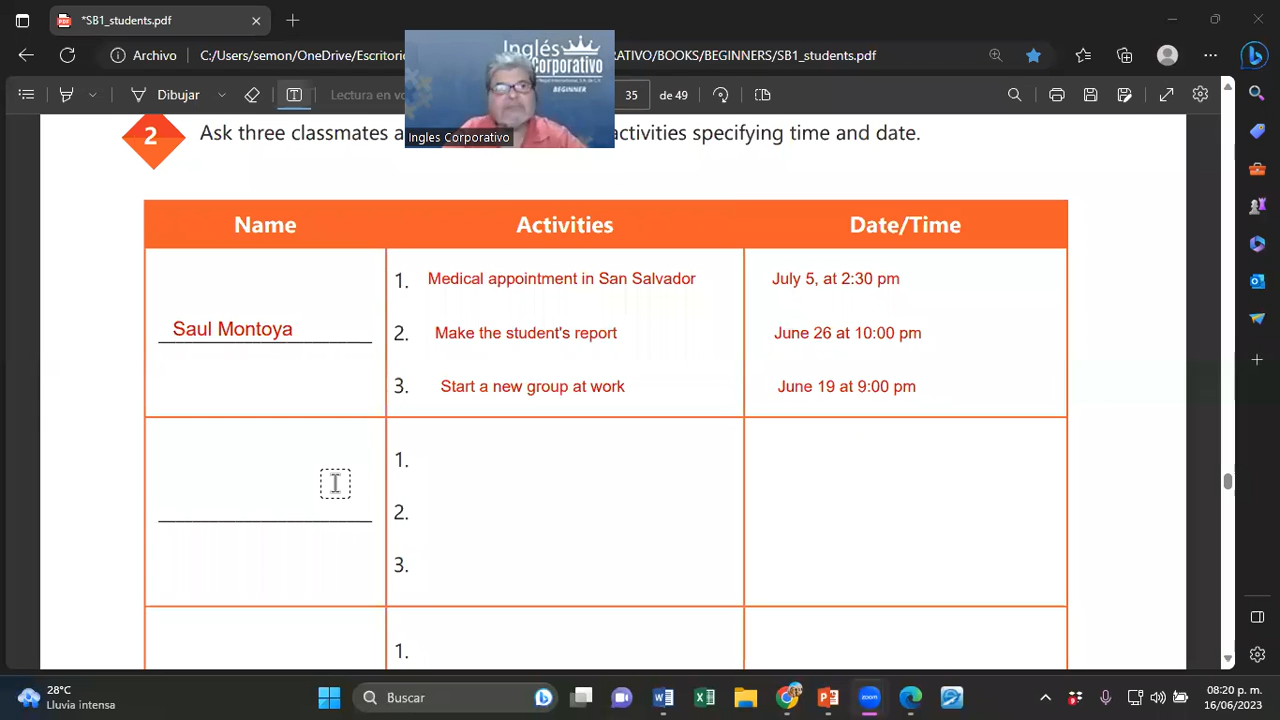 *SB1_students.pdf
Archivo C:/Users/semon/OneDrive/Escritorio RATIVO/BOOKS/BEGINNERS/SB1_students.pdf
Dibujar Lectura en vo 35 de 49
Inglés
Corporativo
BEGINNER
Ingles Corporativo
2 Ask three classmates activities specifying time and date.
Name Activities Date/Time
1. Medical appointment in San Salvador July 5, at 2:30 pm
Saul Montoya
2. Make the student's report June 26 at 10:00 pm
3. Start a new group at work June 19 at 9:00 pm
1.
2.
3.
1.
28°C
Lluvia intensa
Buscar
08:20 p. m.
16/06/2023